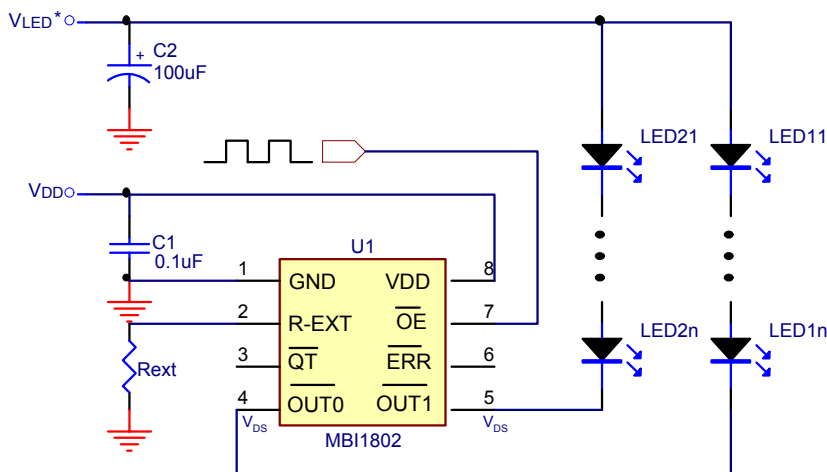 VLED*
+
C2
100uF
LED21
LED11
VDD
C1
0.1uF
U1
1
GND
VDD
8
2
R-EXT
OE
7
3
QT
ERR
6
4
OUT0
OUT1
5
VDS
VDS
MBI1802
Rext
LED2n
LED1n